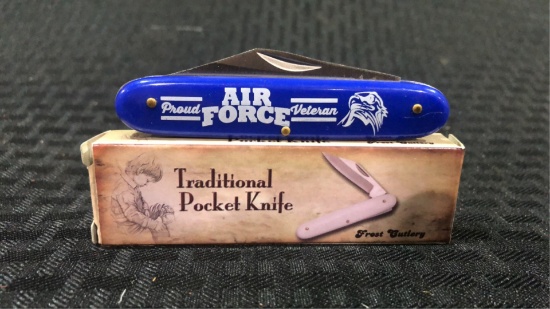 Proud AIR FORCE Veteran
Traditional
Pocket Knife
Frost Cutlery